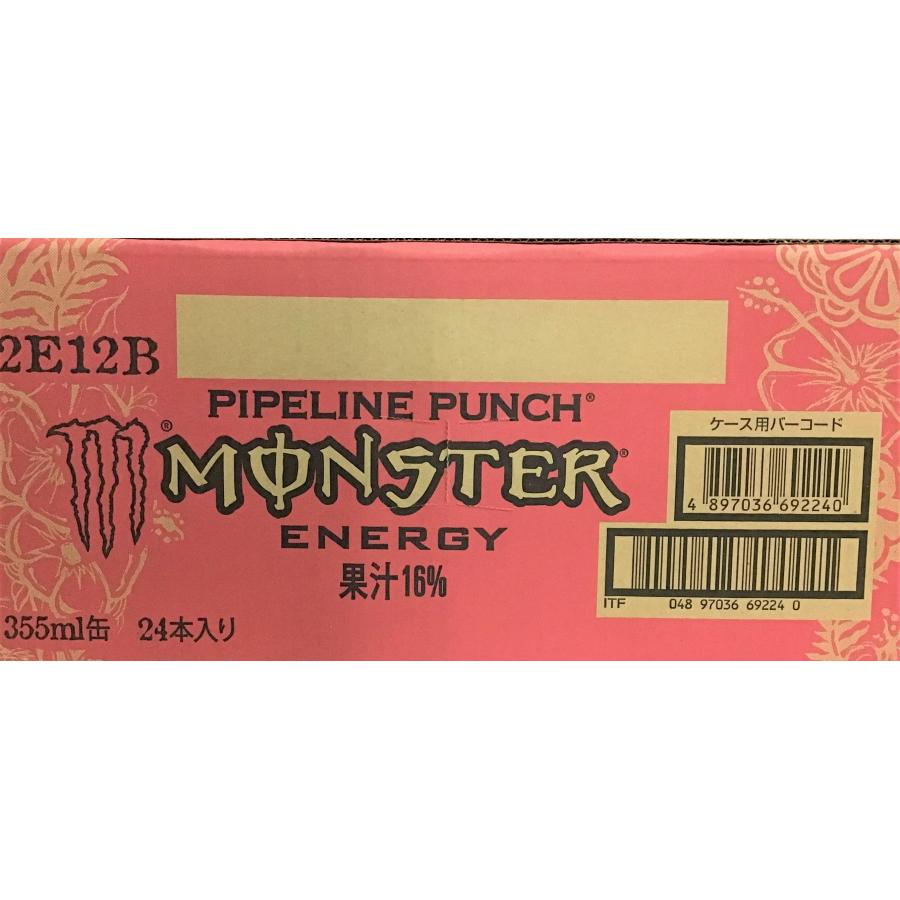 2E12B
PIPELINE PUNCH®
®
MONSTER®
ENERGY
果汁16%
355ml缶 24本入り
ケース用バーコード
4 897036 692240
ITF 048 97036 69224 0